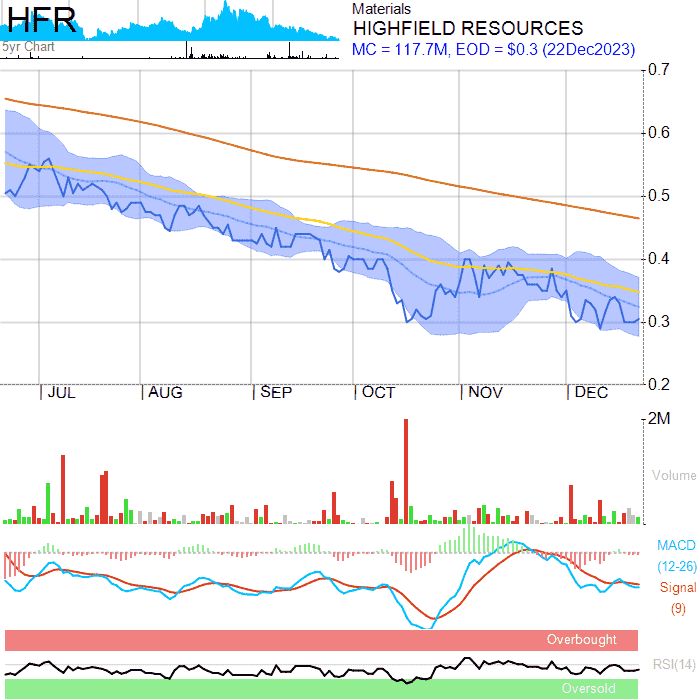 HFR
5yr Chart
Materials
HIGHFIELD RESOURCES
MC = 117.7M, EOD = $0.3 (22Dec2023)
0.7
0.6
0.5
0.4
0.3
0.2
JUL AUG SEP OCT NOV DEC
2M
Volume
MACD
(12-26)
Signal
(9)
Overbought
RSI(14)
Oversold